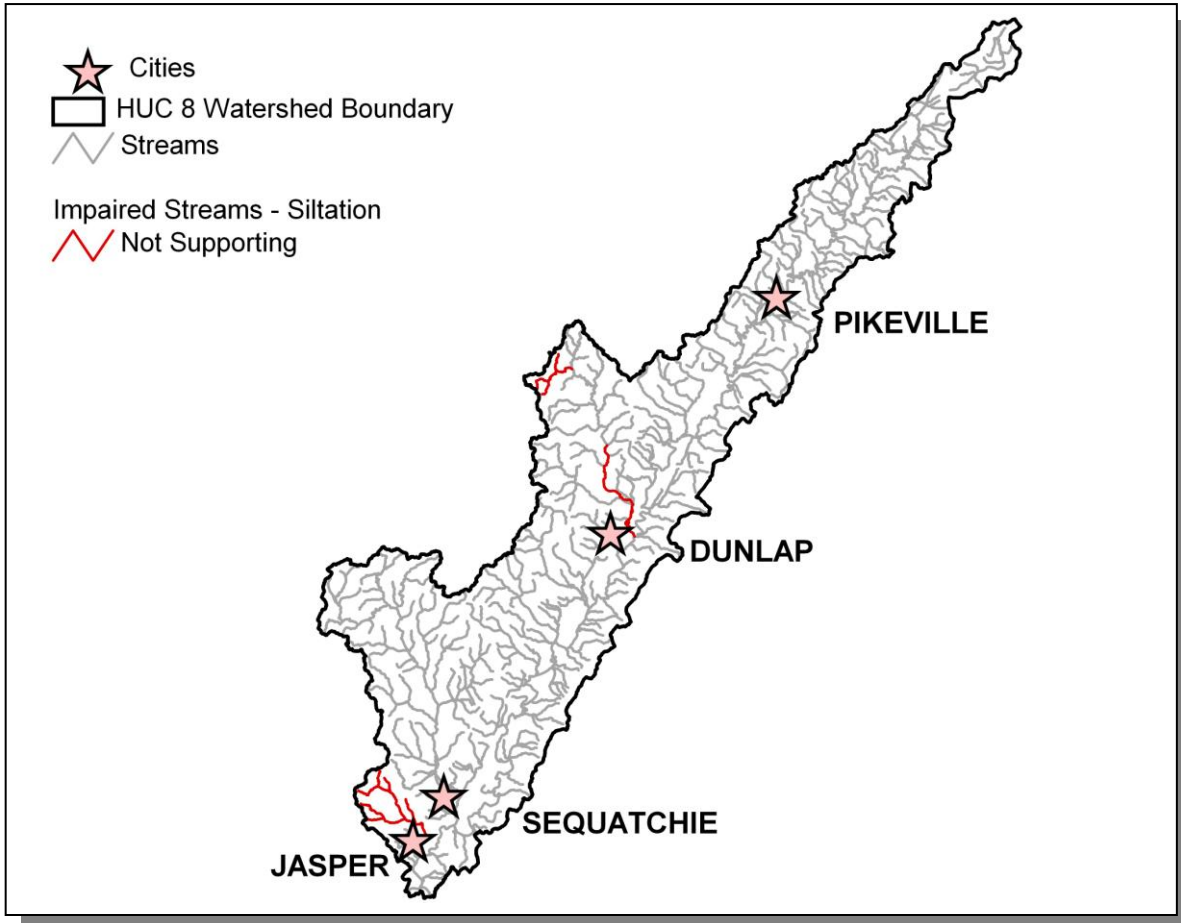 Cities
HUC 8 Watershed Boundary
Streams
Impaired Streams - Siltation
Not Supporting
PIKEVILLE
DUNLAP
SEQUATCHIE
JASPER